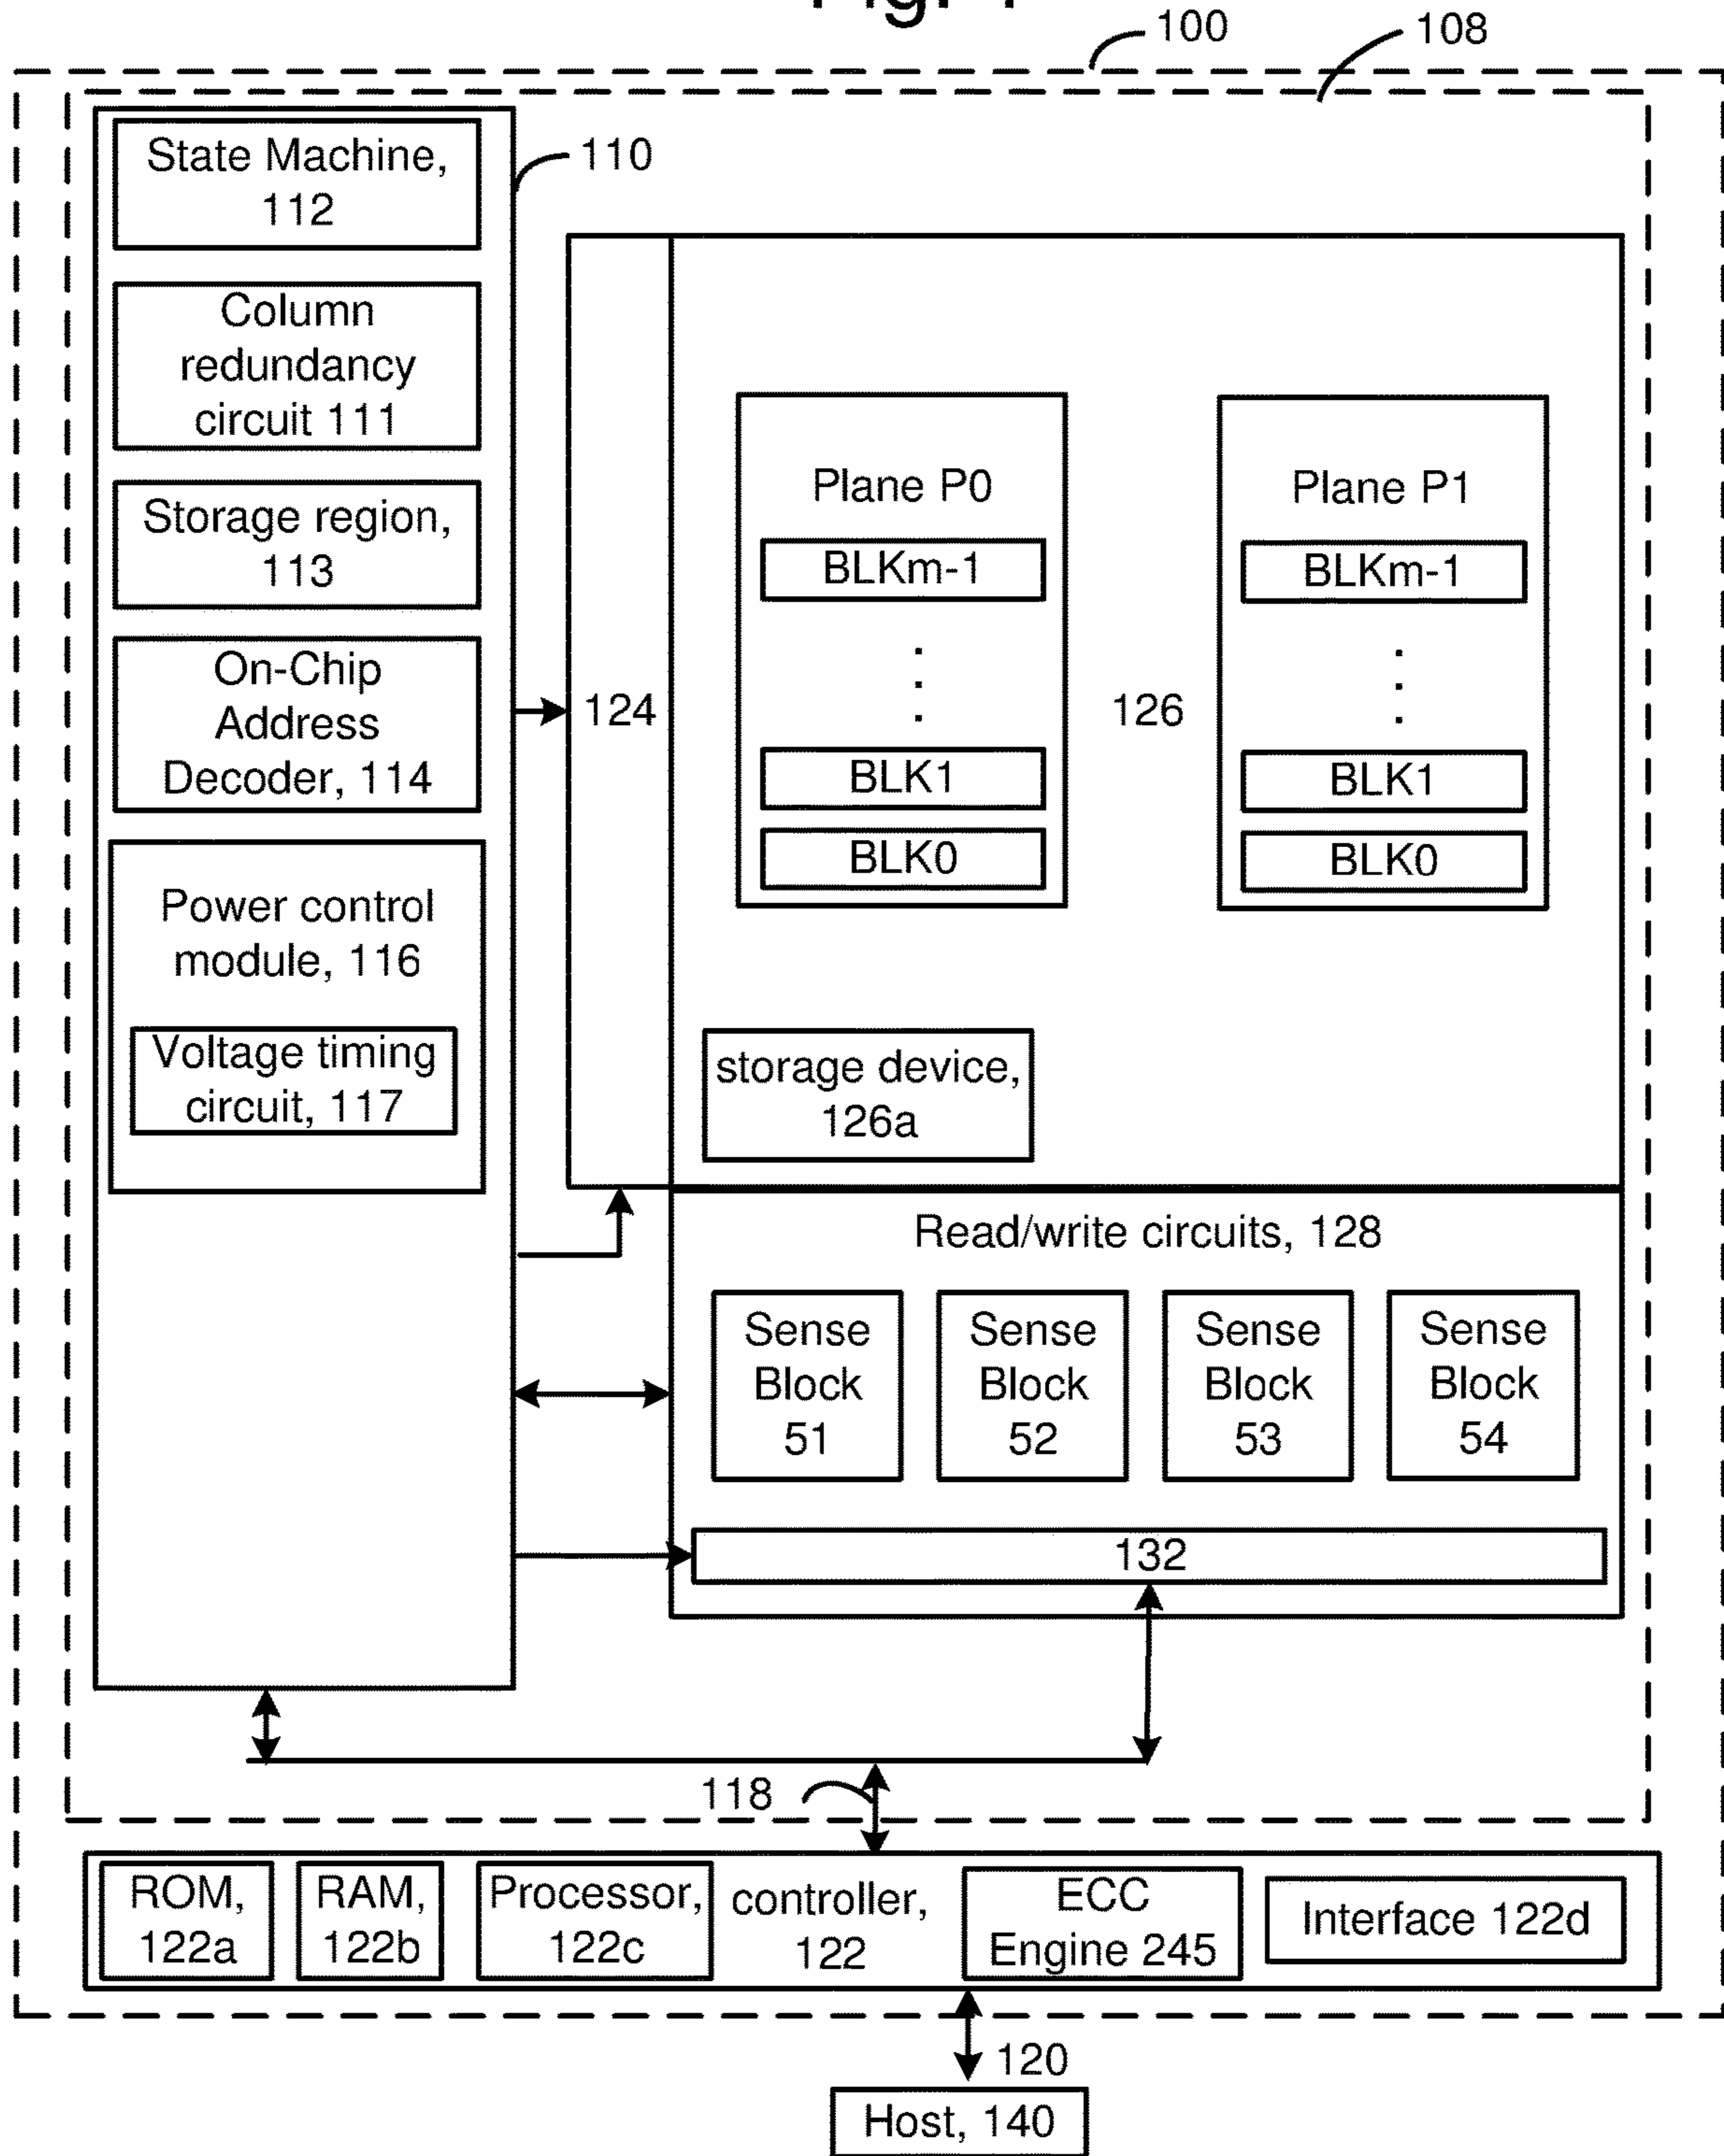 100
108
State Machine,
112
110
Column
redundancy
circuit 111
Storage region,
113
On-Chip
Address
Decoder, 114
Power control
module, 116
Voltage timing
circuit, 117
124
Plane P0
BLKm-1
BLK1
BLK0
126
Plane P1
BLKm-1
BLK1
BLK0
storage device,
126a
Read/write circuits, 128
Sense
Block
51
Sense
Block
52
Sense
Block
53
Sense
Block
54
132
118
ROM,
122a
RAM,
122b
Processor,
122c
controller,
122
ECC
Engine 245
Interface 122d
120
Host, 140